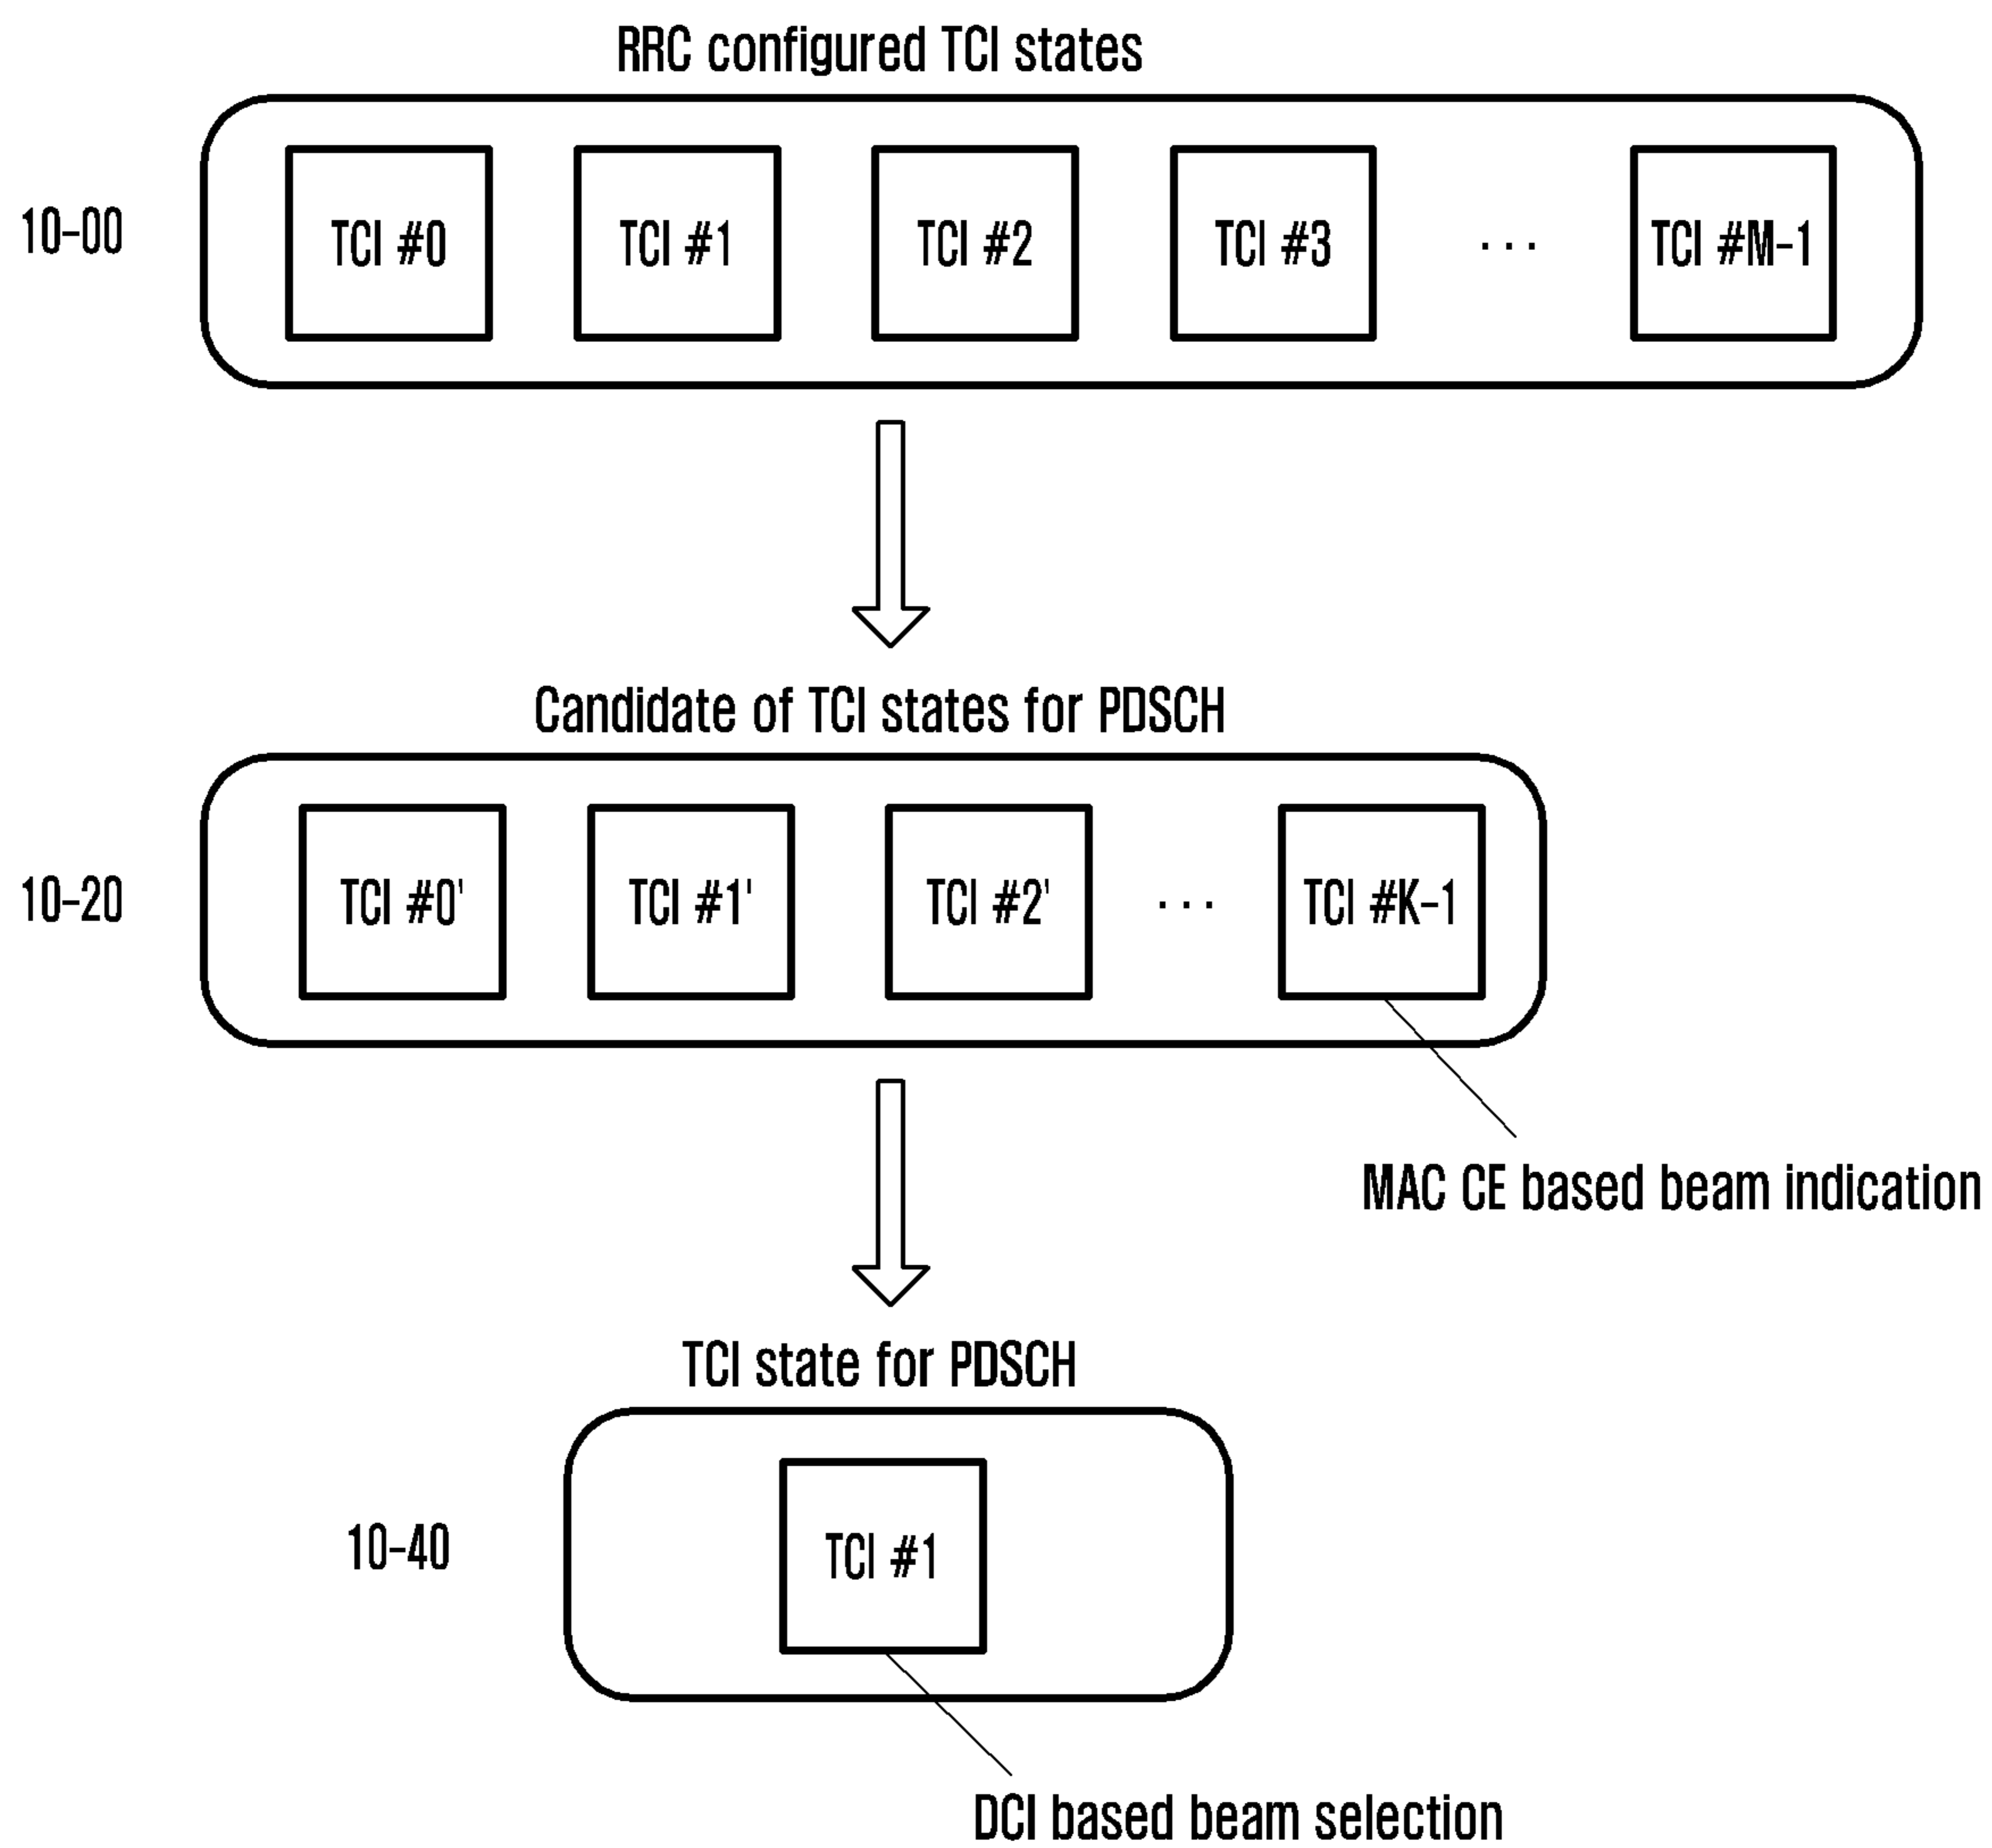 RRC configured TCI states
10-00
TCI #0 TCI #1 TCI #2 TCI #3 ... TCI #M-1
Candidate of TCI states for PDSCH
10-20
TCI #0' TCI #1' TCI #2' ... TCI #K-1
MAC CE based beam indication
TCI state for PDSCH
10-40
TCI #1
DCI based beam selection